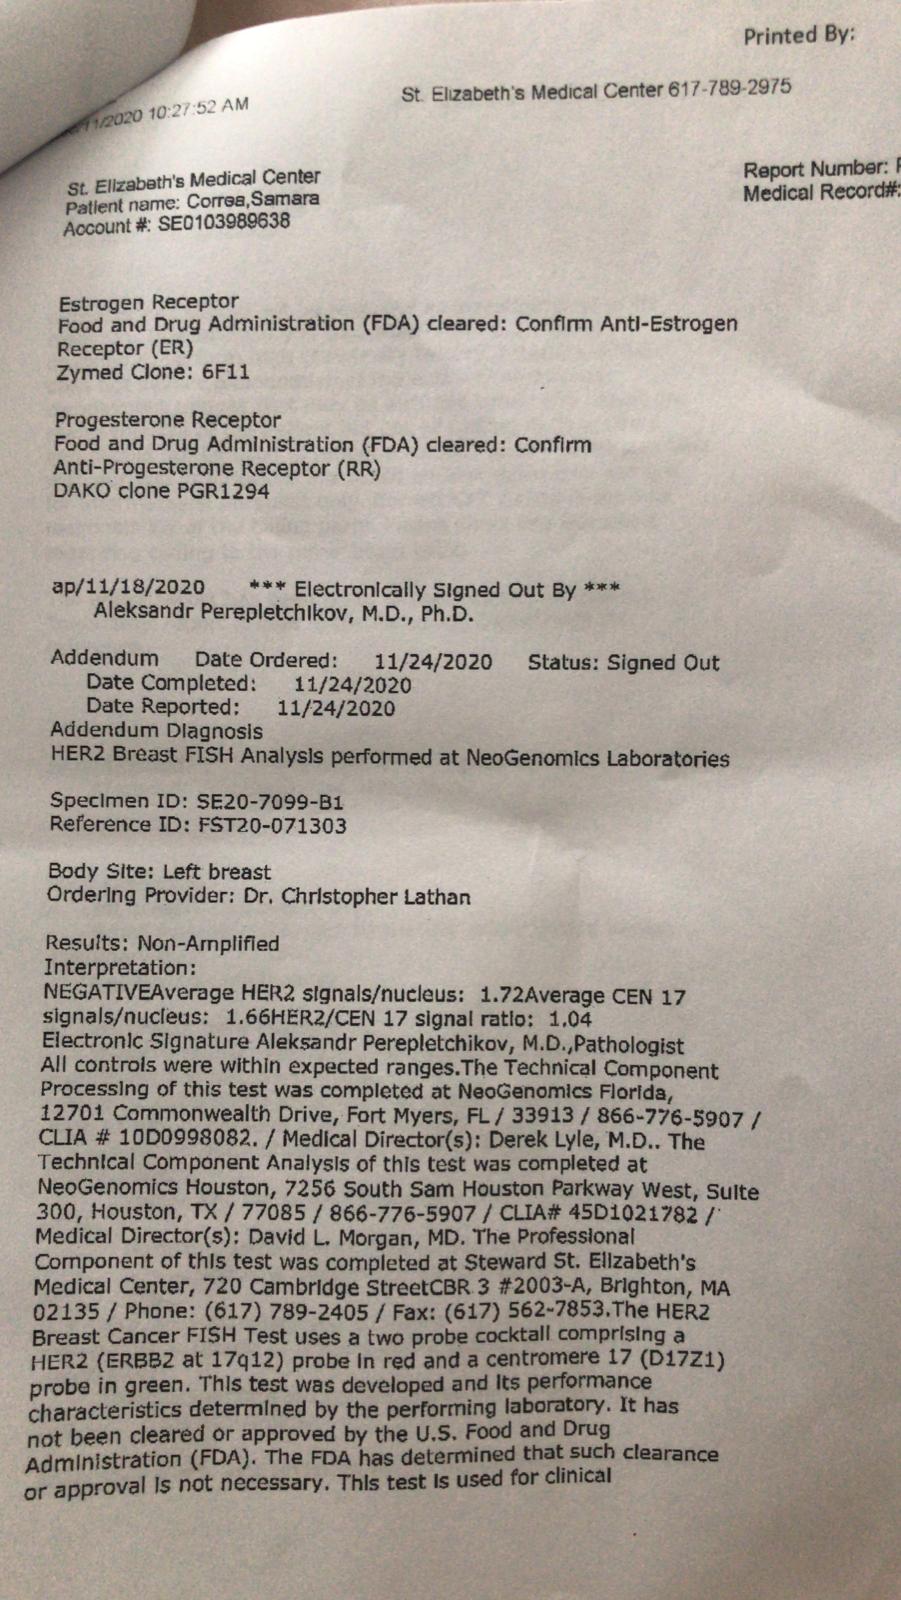 Printed By:
11/2020 10:27:52 AM St. Elizabeth's Medical Center 617-789-2975
St. Elizabeth's Medical Center
Patient name: Correa,Samara
Account #: SE0103989638
Report Number:
Medical Record#:
Estrogen Receptor
Food and Drug Administration (FDA) cleared: Confirm Anti-Estrogen
Receptor (ER)
Zymed Clone: 6F11
Progesterone Receptor
Food and Drug Administration (FDA) cleared: Confirm
Anti-Progesterone Receptor (RR)
DAKO clone PGR1294
ap/11/18/2020 *** Electronically Signed Out By ***
Aleksandr Perepletchikov, M.D., Ph.D.
Addendum Date Ordered: 11/24/2020 Status: Signed Out
Date Completed: 11/24/2020
Date Reported: 11/24/2020
Addendum Diagnosis
HER2 Breast FISH Analysis performed at NeoGenomics Laboratories
Specimen ID: SE20-7099-B1
Reference ID: FST20-071303
Body Site: Left breast
Ordering Provider: Dr. Christopher Lathan
Results: Non-Amplified
Interpretation:
NEGATIVEAverage HER2 signals/nucleus: 1.72Average CEN 17
signals/nucleus: 1.66HER2/CEN 17 signal ratio: 1.04
Electronic Signature Aleksandr Perepletchikov, M.D.,Pathologist
All controls were within expected ranges.The Technical Component
Processing of this test was completed at NeoGenomics Florida,
12701 Commonwealth Drive, Fort Myers, FL / 33913 / 866-776-5907 /
CLIA # 10D0998082. / Medical Director(s): Derek Lyle, M.D.. The
Technical Component Analysis of this test was completed at
NeoGenomics Houston, 7256 South Sam Houston Parkway West, Suite
300, Houston, TX / 77085 / 866-776-5907 / CLIA# 45D1021782 /
Medical Director(s): David L. Morgan, MD. The Professional
Component of this test was completed at Steward St. Elizabeth's
Medical Center, 720 Cambridge StreetCBR 3 #2003-A, Brighton, MA
02135 / Phone: (617) 789-2405 / Fax: (617) 562-7853.The HER2
Breast Cancer FISH Test uses a two probe cocktail comprising a
HER2 (ERBB2 at 17q12) probe in red and a centromere 17 (D17Z1)
probe in green. This test was developed and its performance
characteristics determined by the performing laboratory. It has
not been cleared or approved by the U.S. Food and Drug
Administration (FDA). The FDA has determined that such clearance
or approval is not necessary. This test is used for clinical